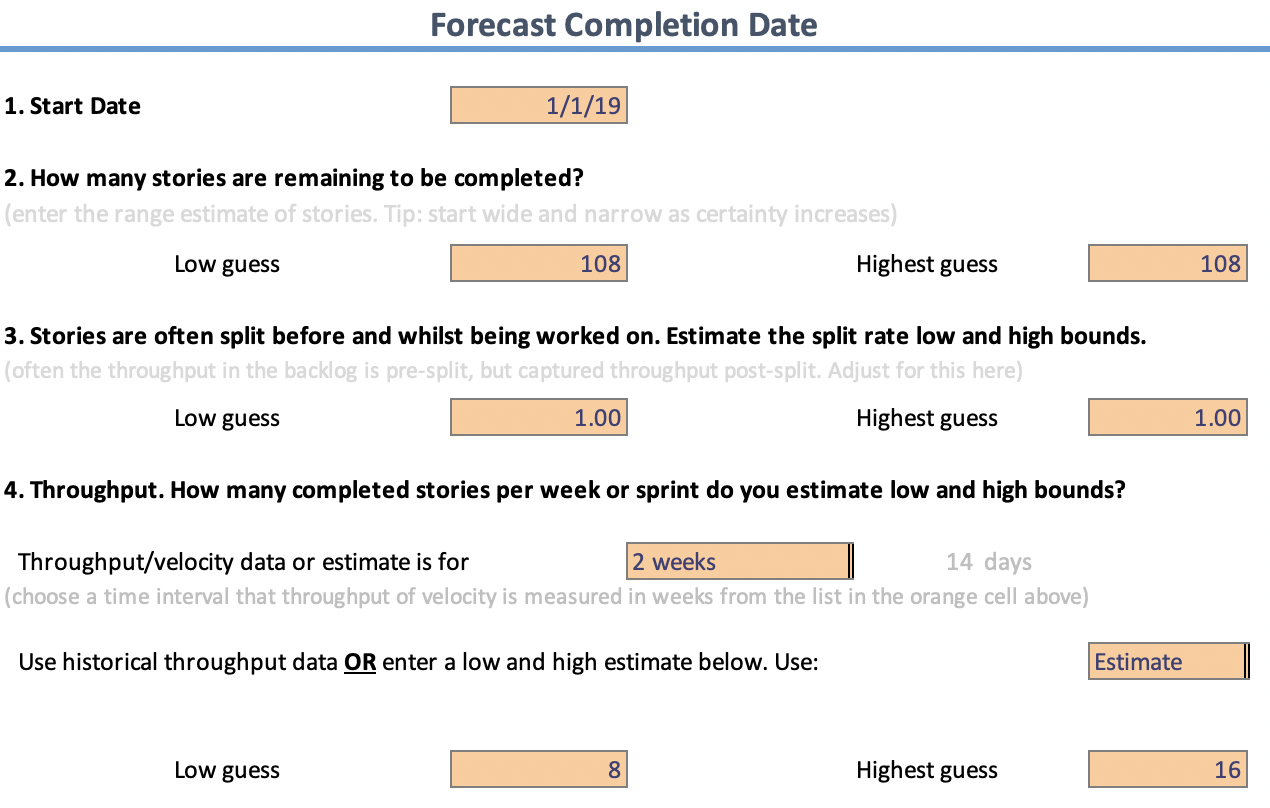 Forecast Completion Date
1. Start Date 1/1/19
2. How many stories are remaining to be completed?
(enter the range estimate of stories. Tip: start wide and narrow as certainty increases)
Low guess 108 Highest guess 108
3. Stories are often split before and whilst being worked on. Estimate the split rate low and high bounds.
(often the throughput in the backlog is pre-split, but captured throughput post-split. Adjust for this here)
Low guess 1.00 Highest guess 1.00
4. Throughput. How many completed stories per week or sprint do you estimate low and high bounds?
Throughput/velocity data or estimate is for 2 weeks 14 days
(choose a time interval that throughput of velocity is measured in weeks from the list in the orange cell above)
Use historical throughput data OR enter a low and high estimate below. Use: Estimate
Low guess 8 Highest guess 16